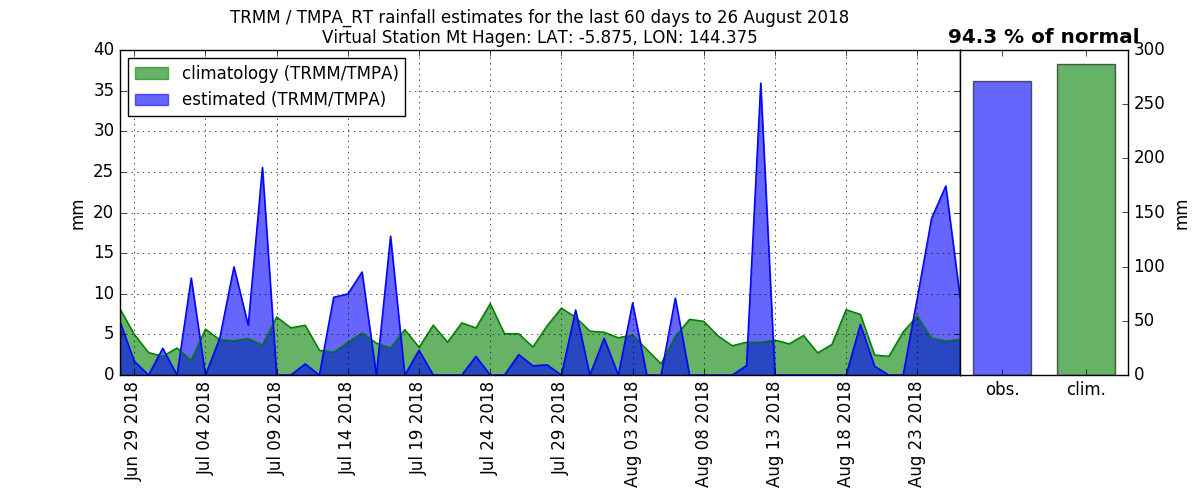 TRMM / TMPA_RT rainfall estimates for the last 60 days to 26 August 2018
Virtual Station Mt Hagen: LAT: -5.875, LON: 144.375
94.3 % of normal
climatology (TRMM/TMPA)
estimated (TRMM/TMPA)
40
35
30
25
20
15
10
5
0
mm
Jun 29 2018
Jul 04 2018
Jul 09 2018
Jul 14 2018
Jul 19 2018
Jul 24 2018
Jul 29 2018
Aug 03 2018
Aug 08 2018
Aug 13 2018
Aug 18 2018
Aug 23 2018
obs.
clim.
300
250
200
150
100
50
0
mm